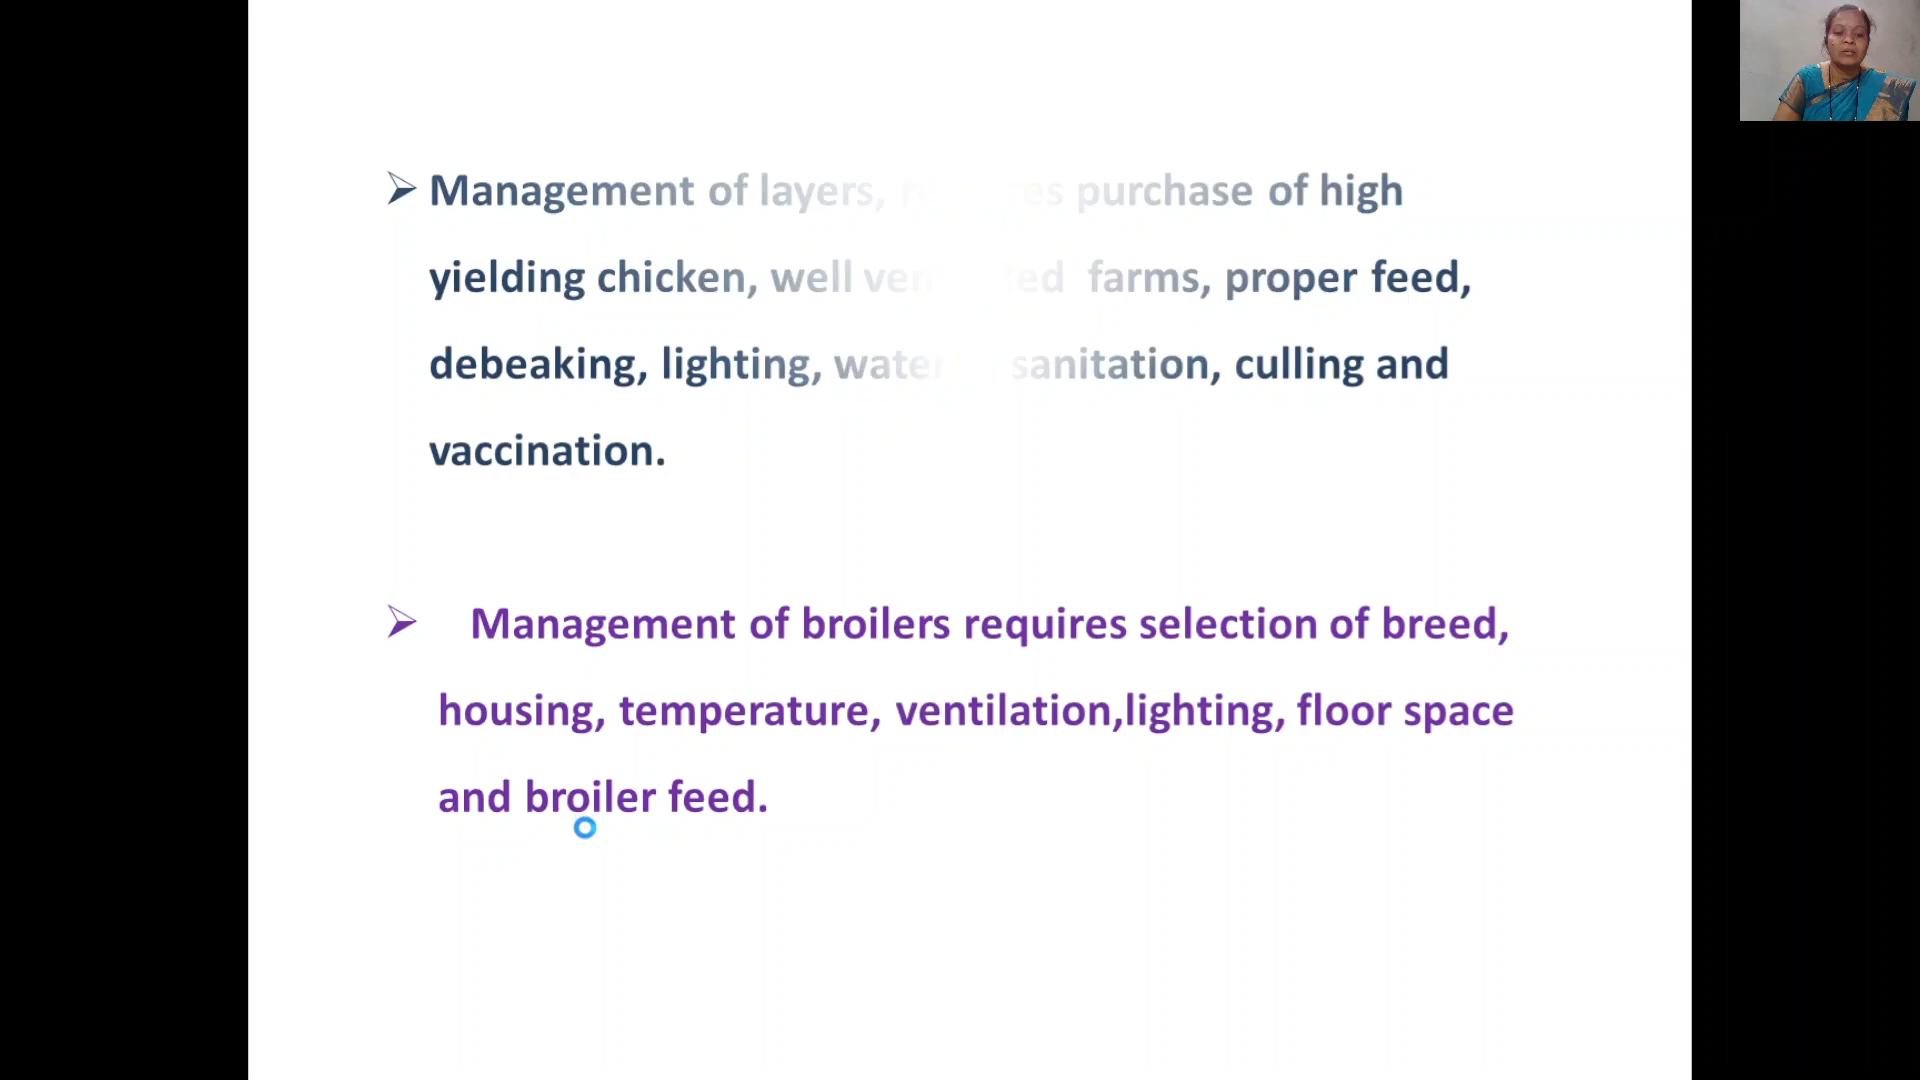 Management of layers, purchase of high
yielding chicken, well farms, proper feed,
debeaking, lighting, sanitation, culling and
vaccination.
Management of broilers requires selection of breed,
housing, temperature, ventilation,lighting, floor space
and broiler feed.